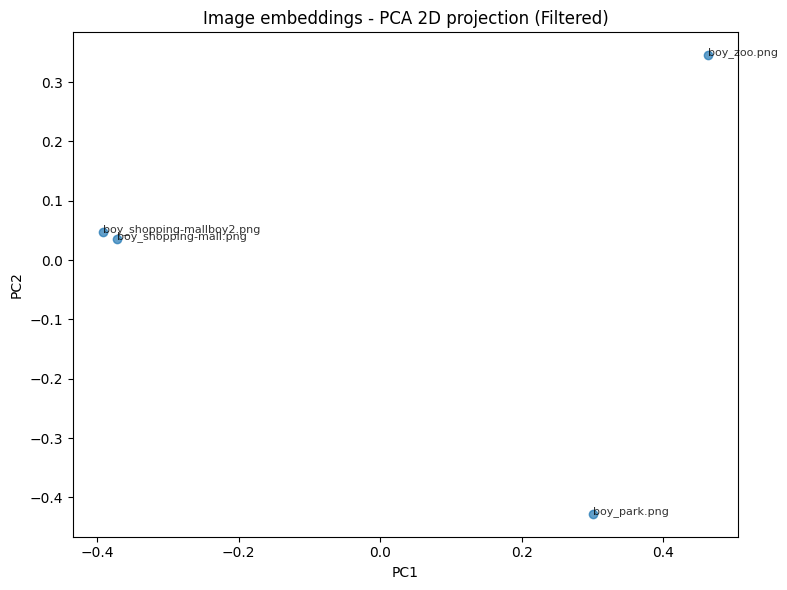 Image embeddings - PCA 2D projection (Filtered)
boy_zoo.png
0.3
0.2
0.1
boy_shopping-mallboy2.png
boy_shopping-mall.png
0.0
PC2
−0.1
−0.2
−0.3
−0.4
boy_park.png
−0.4
−0.2
0.0
0.2
0.4
PC1